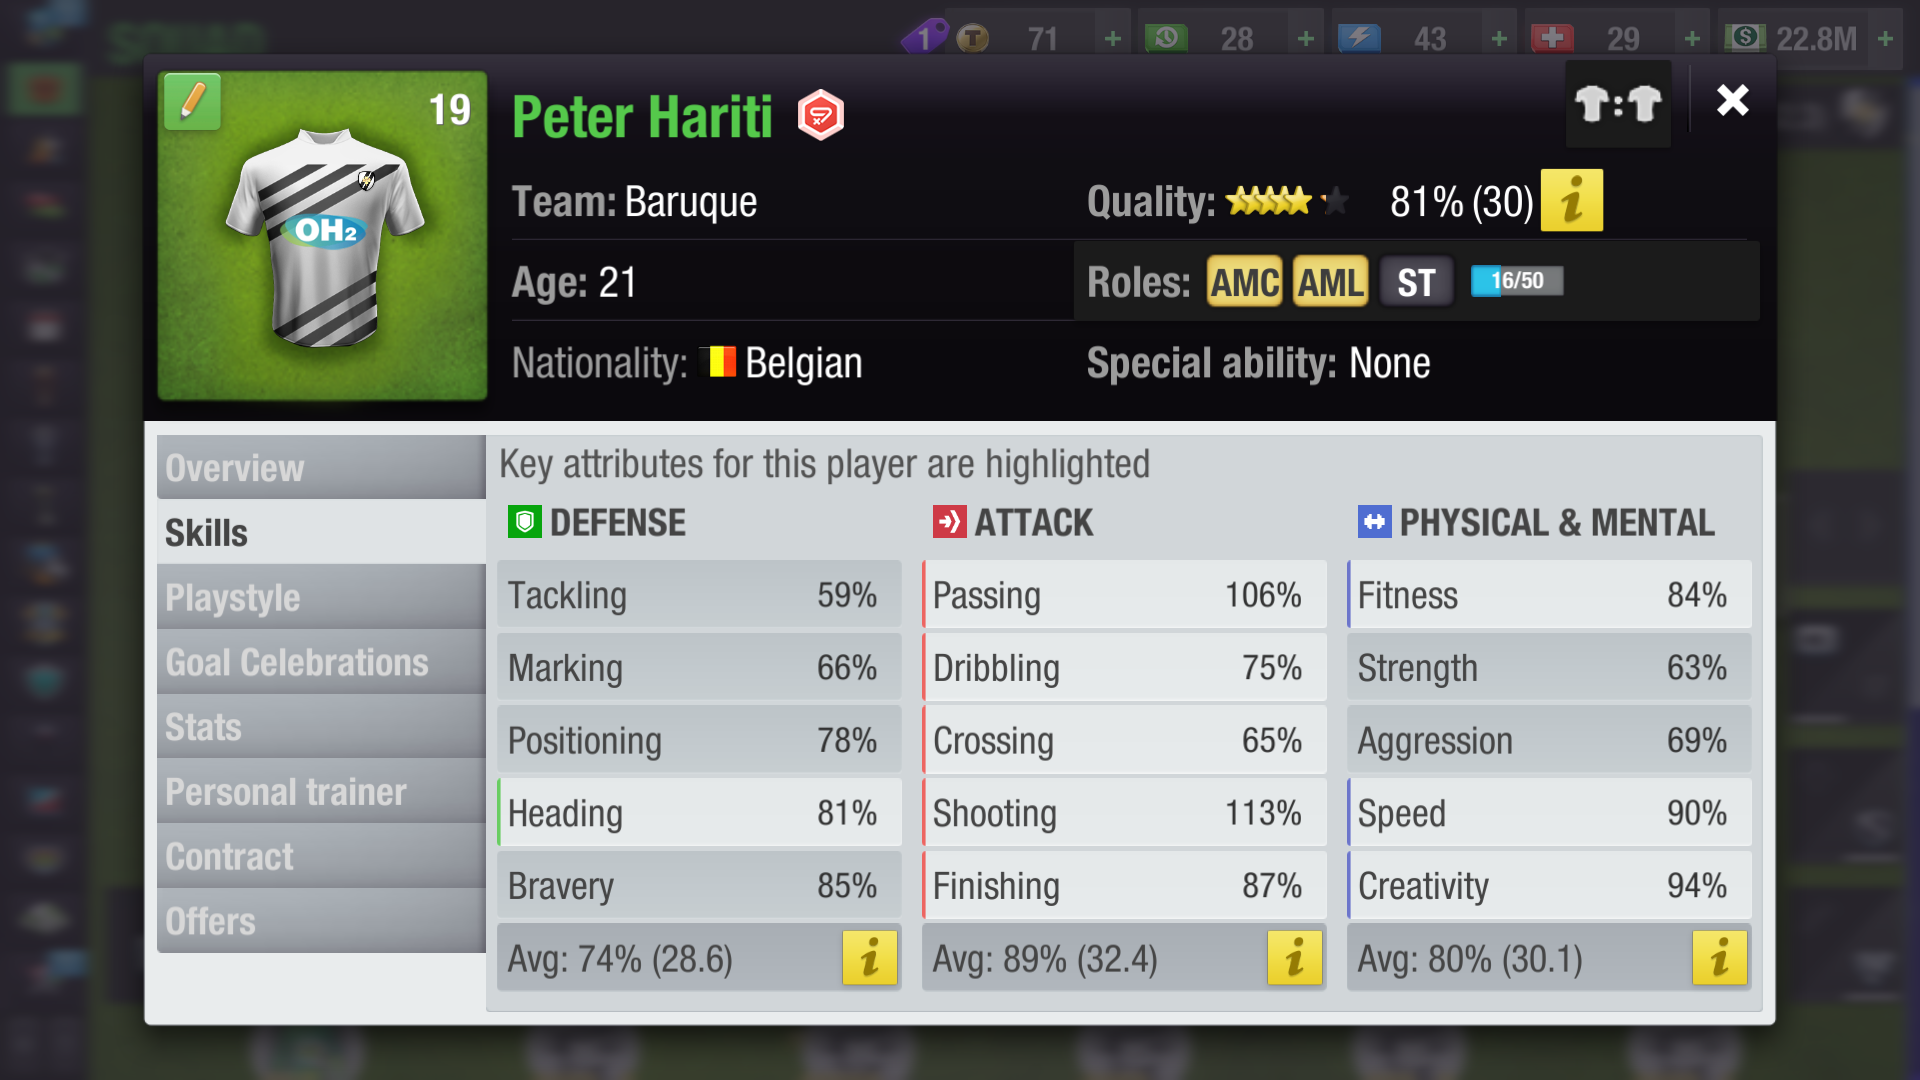 SQUAD
1 T 71 + 28 + 43 + 29 + $ 22.8M +
19
Peter Hariti
Team: Baruque
Quality: 81% (30) i
Age: 21
Roles: AMC AML ST 16/50
Nationality: Belgian
Special ability: None
OH2
Overview
Skills
Playstyle
Goal Celebrations
Stats
Personal trainer
Contract
Offers
Key attributes for this player are highlighted
DEFENSE
Tackling 59%
Marking 66%
Positioning 78%
Heading 81%
Bravery 85%
Avg: 74% (28.6) i
ATTACK
Passing 106%
Dribbling 75%
Crossing 65%
Shooting 113%
Finishing 87%
Avg: 89% (32.4) i
PHYSICAL & MENTAL
Fitness 84%
Strength 63%
Aggression 69%
Speed 90%
Creativity 94%
Avg: 80% (30.1) i